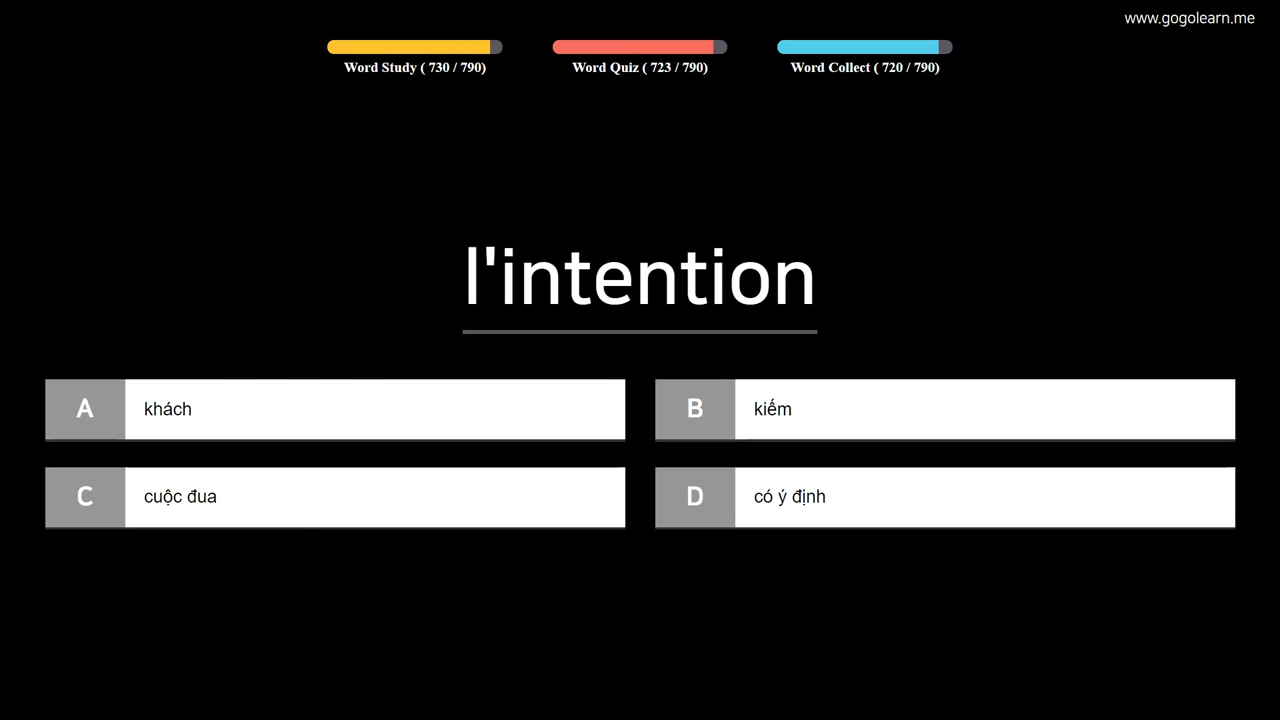 www.gogolearn.me
Word Study ( 730 / 790)
Word Quiz ( 723 / 790)
Word Collect ( 720 / 790)
l'intention
A khách
B kiếm
C cuộc đua
D có ý định